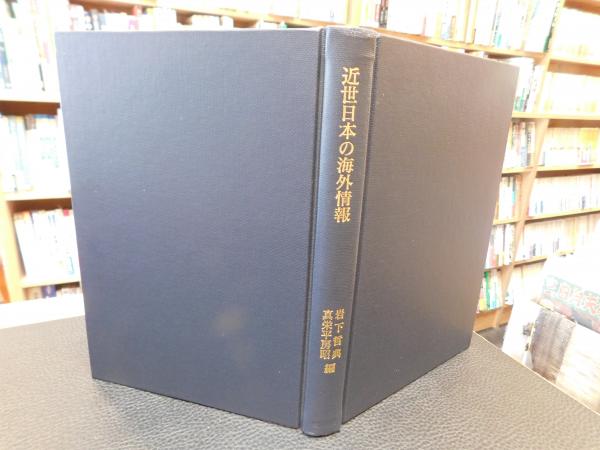 近世日本の海外情報
岩下哲典
真栄平房昭
編